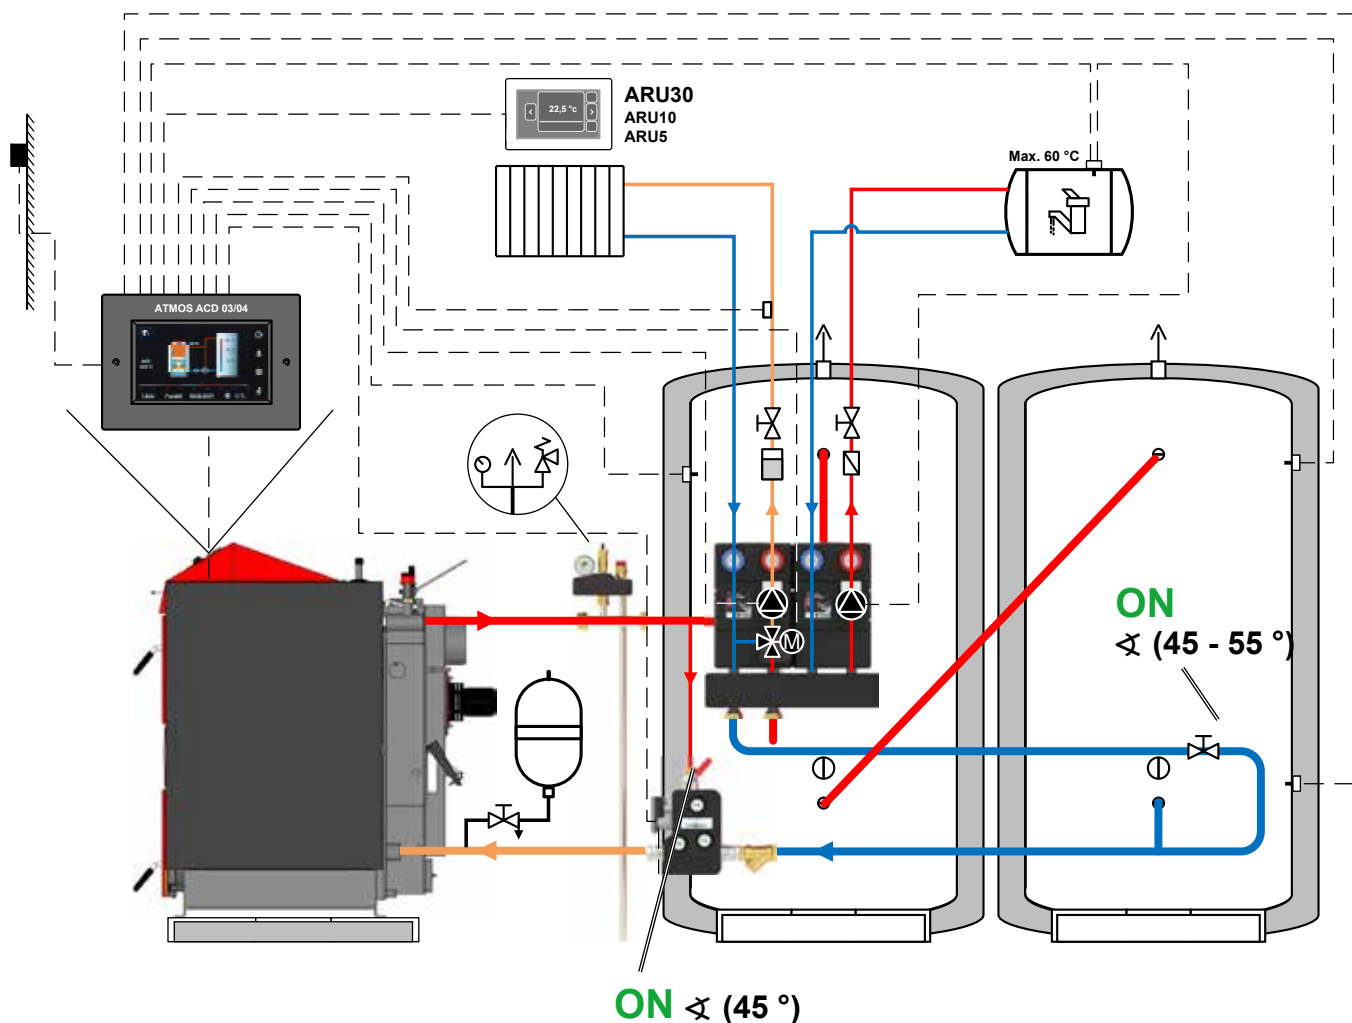 22,5 °c
ARU30
ARU10
ARU5
Max. 60 °C
ATMOS ACD 03/04
M
ON
∢ (45 - 55 °)
ON ∢ (45 °)